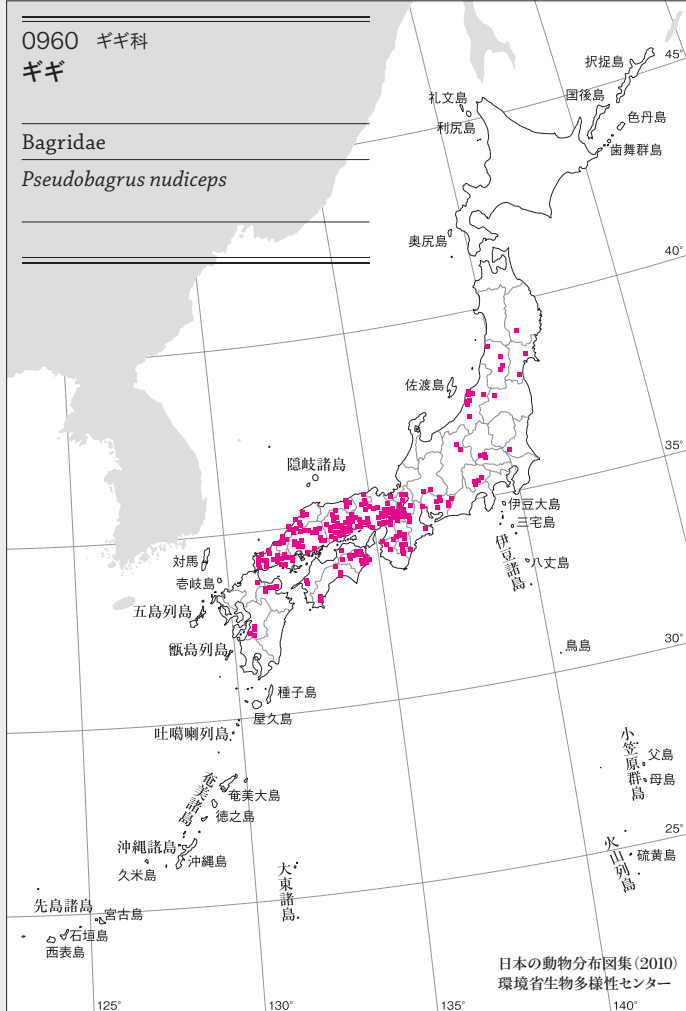 0960 ギギ科
ギギ
Bagridae
Pseudobagrus nudiceps
択捉島
45°
国後島
礼文島
色丹島
利尻島
歯舞群島
奥尻島
40°
佐渡島
35°
隠岐諸島
伊豆大島
三宅島
伊豆諸島
対馬
八丈島
壱岐島
五島列島
甑島列島
鳥島
30°
種子島
屋久島
吐噶喇列島
小笠原群島
父島
母島
奄美諸島
奄美大島
徳之島
25°
沖縄諸島
沖縄島
火山列島
硫黄島
久米島
大東諸島
先島諸島
宮古島
石垣島
西表島
日本の動物分布図集(2010)
環境省生物多様性センター
125°
130°
135°
140°